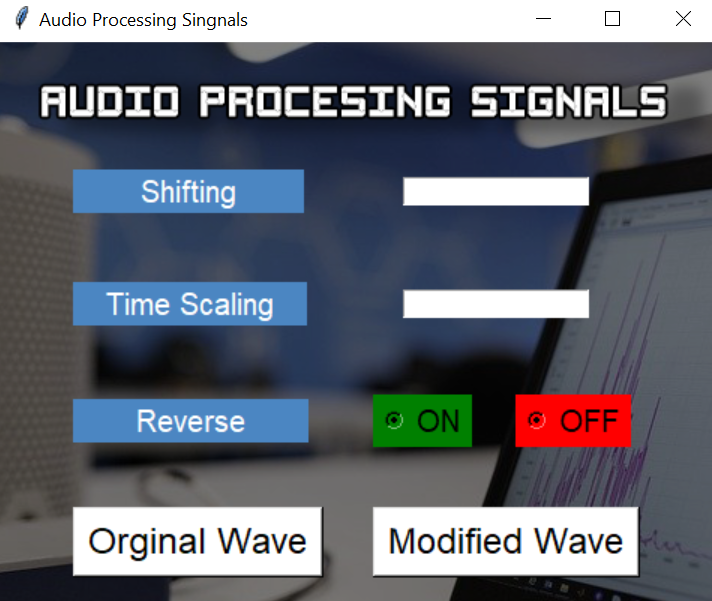 Audio Processing Singnals
AUDIO PROCESING SIGNALS
Shifting
Time Scaling
Reverse
ON
OFF
Orginal Wave
Modified Wave